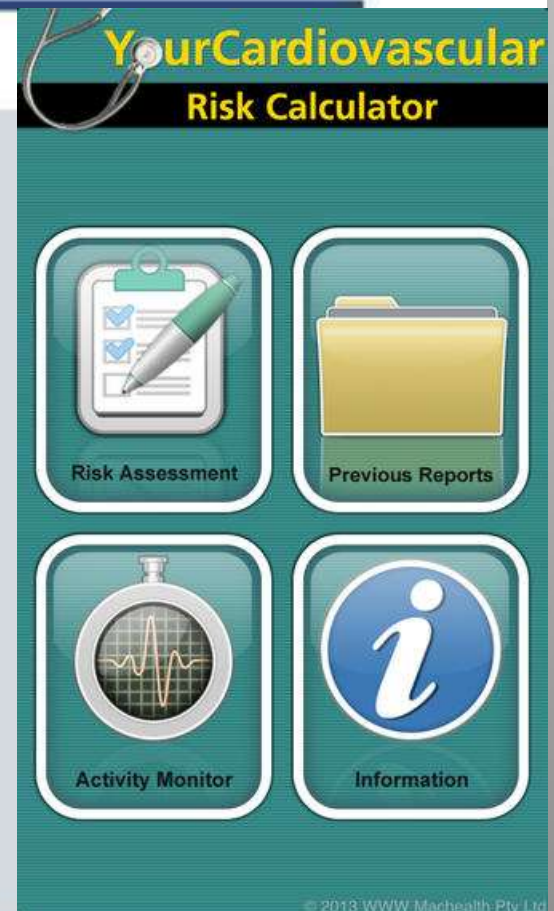 YourCardiovascular
Risk Calculator
Risk Assessment
Previous Reports
Activity Monitor
Information
© 2013 WWW Machealth Pty Ltd